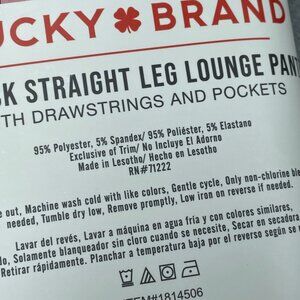 UCKY BRAND
CK STRAIGHT LEG LOUNGE PANT
TH DRAWSTRINGS AND POCKETS
95% Polyester, 5% Spandex/ 95% Poliéster, 5% Elastano
Exclusive of Trim/ No Incluye El Adorno
Made in Lesotho/ Hecho en Lesotho
RN#71222
e out, Machine wash cold with like colors, Gentle cycle, Only non-chlorine ble
needed, Tumble dry low, Remove promptly, Low iron on reverse if needed.
Lavar del revés, Lavar a máquina en agua fría y con colores similares,
do, Solamente blanqueador sin cloro cuando se necesite, Secar en secadora
Retirar rápidamente. Planchar a temperatura baja por el reverso según se n
ITEM#1814506